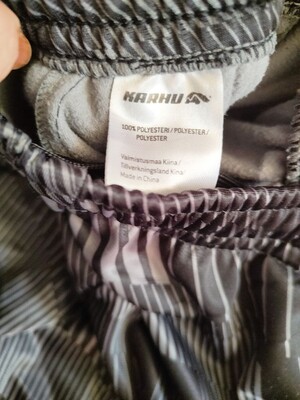 KARHU
100% POLYESTERI / POLYESTER /
POLYESTER
Valmistusmaa Kiina /
Tillverkningsland Kina /
Made in China